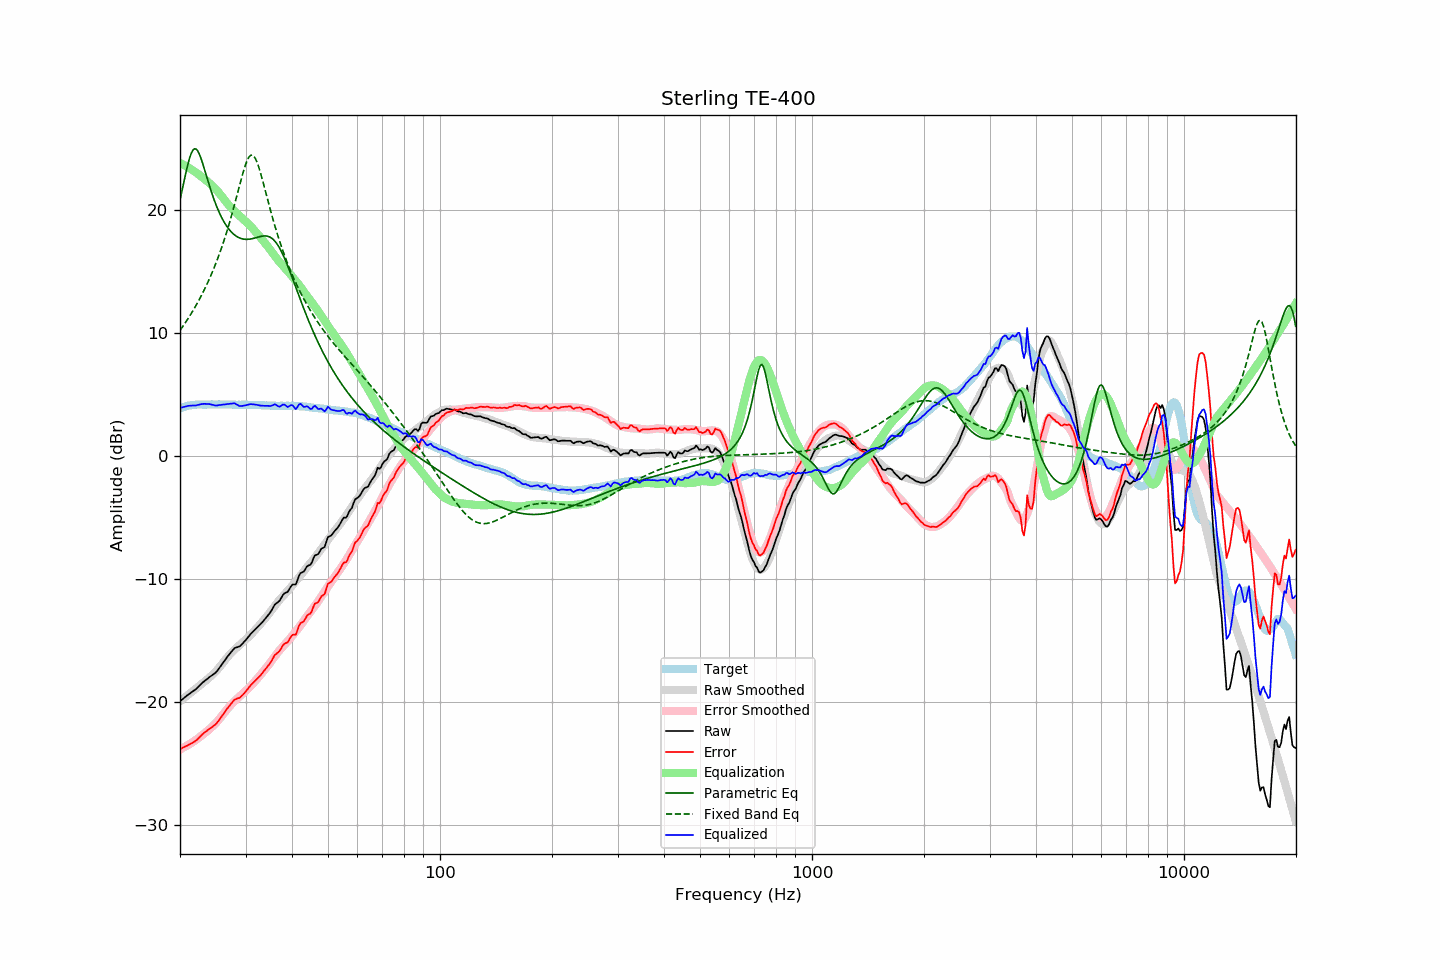 Sterling TE-400
Amplitude (dBr)
20
10
0
−10
−20
−30
Target
Raw Smoothed
Error Smoothed
Raw
Error
Equalization
Parametric Eq
Fixed Band Eq
Equalized
100
1000
10000
Frequency (Hz)